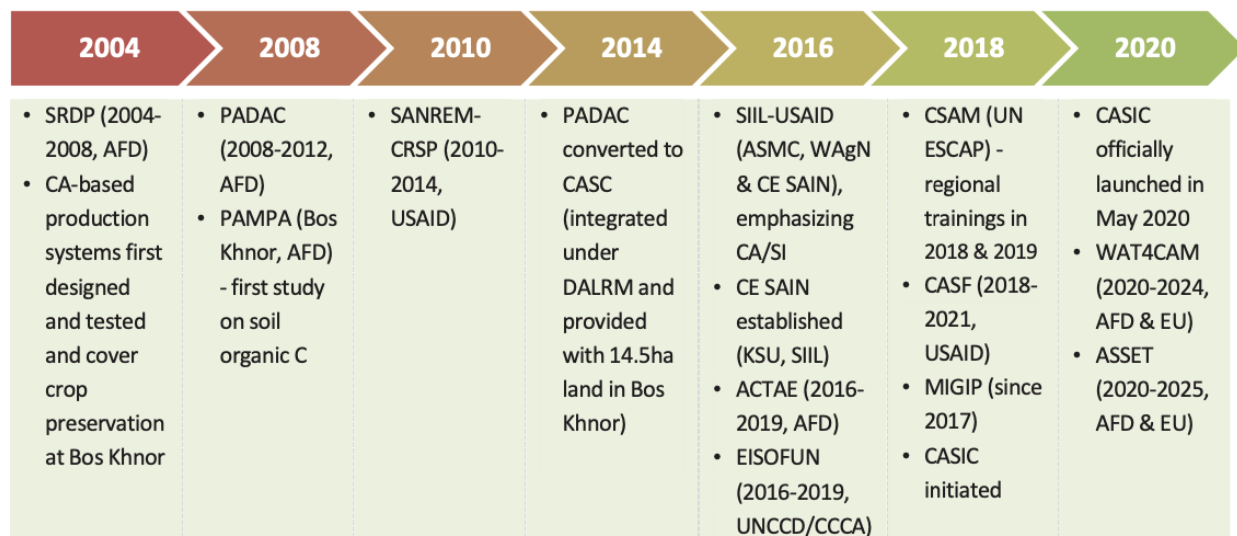 2004
2008
2010
2014
2016
2018
2020
• SRDP (2004-
2008, AFD)
• CA-based
production
systems first
designed
and tested
and cover
crop
preservation
at Bos Khnor
• PADAC
(2008-2012,
AFD)
• PAMPA (Bos
Khnor, AFD)
- first study
on soil
organic C
• SANREM-
CRSP (2010-
2014,
USAID)
• PADAC
converted to
CASC
(integrated
under
DALRM and
provided
with 14.5ha
land in Bos
Khnor)
• SIIL-USAID
(ASMC, WAgN
& CE SAIN),
emphasizing
CA/SI
• CE SAIN
established
(KSU, SIIL)
• ACTAE (2016-
2019, AFD)
• EISOFUN
(2016-2019,
UNCCD/CCCA)
• CSAM (UN
ESCAP) -
regional
trainings in
2018 & 2019
• CASF (2018-
2021,
USAID)
• MIGIP (since
2017)
• CASIC
initiated
• CASIC
officially
launched in
May 2020
• WAT4CAM
(2020-2024,
AFD & EU)
• ASSET
(2020-2025,
AFD & EU)